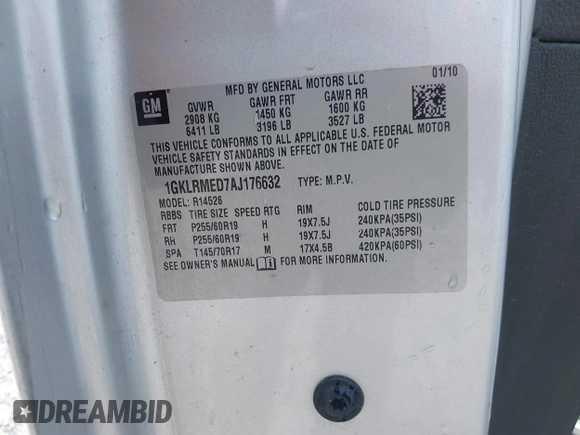 MFD BY GENERAL MOTORS LLC
01/10
GM
GVWR GAWR FRT GAWR RR
2908 KG 1450 KG 1600 KG
6411 LB 3196 LB 3527 LB
THIS VEHICLE CONFORMS TO ALL APPLICABLE U.S. FEDERAL MOTOR
VEHICLE SAFETY STANDARDS IN EFFECT ON THE DATE OF
MANUFACTURE SHOWN ABOVE.
1GKLRMED7AJ176632 TYPE: M.P.V.
MODEL: R14526
RBBS TIRE SIZE SPEED RTG RIM COLD TIRE PRESSURE
FRT P255/60R19 H 19X7.5J 240KPA(35PSI)
RH P255/60R19 H 19X7.5J 240KPA(35PSI)
SPA T145/70R17 M 17X4.5B 420KPA(60PSI)
SEE OWNER'S MANUAL FOR MORE INFORMATION
DREAMBID